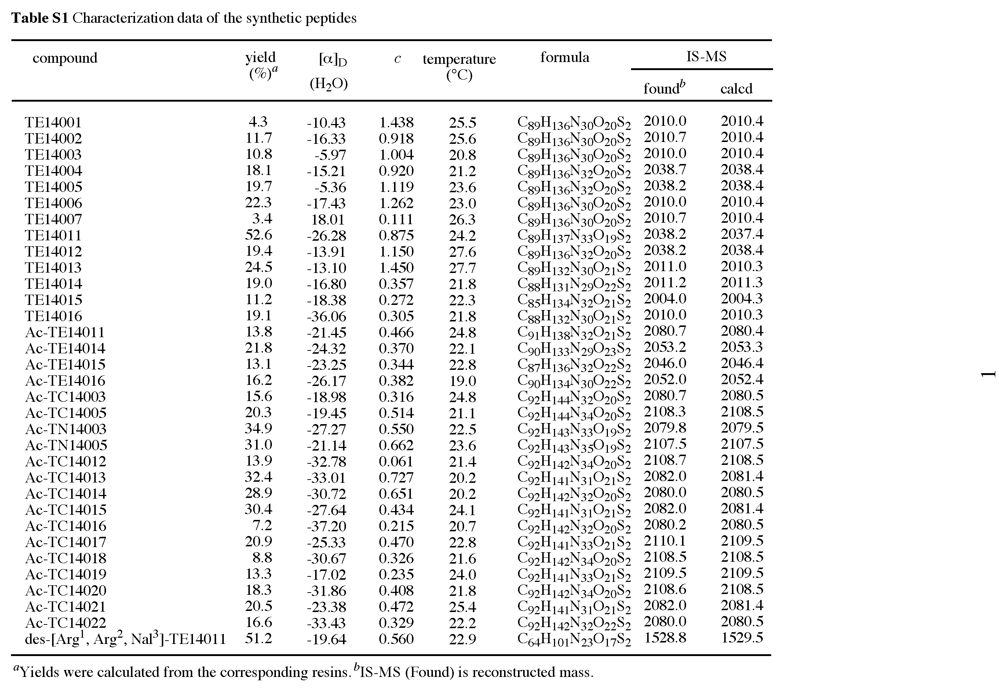 Table S1 Characterization data of the synthetic peptides
compound yield (%)ᵃ [α]D (H₂O) c temperature (°C) formula IS-MS
foundᵇ calcd
TE14001 4.3 -10.43 1.438 25.5 C₈₉H₁₃₆N₃₀O₂₀S₂ 2010.0 2010.4
TE14002 11.7 -16.33 0.918 25.6 C₈₉H₁₃₆N₃₀O₂₀S₂ 2010.7 2010.4
TE14003 10.8 -5.97 1.004 20.8 C₈₉H₁₃₆N₃₀O₂₀S₂ 2010.0 2010.4
TE14004 18.1 -15.21 0.920 21.2 C₈₉H₁₃₆N₃₂O₂₀S₂ 2038.7 2038.4
TE14005 19.7 -5.36 1.119 23.6 C₈₉H₁₃₆N₃₂O₂₀S₂ 2038.2 2038.4
TE14006 22.3 -17.43 1.262 23.0 C₈₉H₁₃₆N₃₀O₂₀S₂ 2010.0 2010.4
TE14007 3.4 18.01 0.111 26.3 C₈₉H₁₃₆N₃₀O₂₀S₂ 2010.7 2010.4
TE14011 52.6 -26.28 0.875 24.2 C₈₉H₁₃₇N₃₃O₁₉S₂ 2038.2 2037.4
TE14012 19.4 -13.91 1.150 27.6 C₈₉H₁₃₆N₃₂O₂₀S₂ 2038.2 2038.4
TE14013 24.5 -13.10 1.450 27.7 C₈₉H₁₃₂N₃₀O₂₁S₂ 2011.0 2010.3
TE14014 19.0 -16.80 0.357 21.8 C₈₈H₁₃₁N₂₉O₂₂S₂ 2011.2 2011.3
TE14015 11.2 -18.38 0.272 22.3 C₈₅H₁₃₄N₃₂O₂₁S₂ 2004.0 2004.3
TE14016 19.1 -36.06 0.305 21.8 C₈₈H₁₃₂N₃₀O₂₁S₂ 2010.0 2010.3
Ac-TE14011 13.8 -21.45 0.466 24.8 C₉₁H₁₃₈N₃₂O₂₁S₂ 2080.7 2080.4
Ac-TE14014 21.8 -24.32 0.370 22.1 C₉₀H₁₃₃N₂₉O₂₃S₂ 2053.2 2053.3
Ac-TE14015 13.1 -23.25 0.344 22.8 C₈₇H₁₃₆N₃₂O₂₂S₂ 2046.0 2046.4
Ac-TE14016 16.2 -26.17 0.382 19.0 C₉₀H₁₃₄N₃₀O₂₂S₂ 2052.0 2052.4
Ac-TC14003 15.6 -18.98 0.316 24.8 C₉₂H₁₄₄N₃₂O₂₀S₂ 2080.7 2080.5
Ac-TC14005 20.3 -19.45 0.514 21.1 C₉₂H₁₄₄N₃₄O₂₀S₂ 2108.3 2108.5
Ac-TN14003 34.9 -27.27 0.550 22.5 C₉₂H₁₄₃N₃₃O₁₉S₂ 2079.8 2079.5
Ac-TN14005 31.0 -21.14 0.662 23.6 C₉₂H₁₄₃N₃₅O₁₉S₂ 2107.5 2107.5
Ac-TC14012 13.9 -32.78 0.061 21.4 C₉₂H₁₄₂N₃₄O₂₀S₂ 2108.7 2108.5
Ac-TC14013 32.4 -33.01 0.727 20.2 C₉₂H₁₄₁N₃₁O₂₁S₂ 2082.0 2081.4
Ac-TC14014 28.9 -30.72 0.651 20.2 C₉₂H₁₄₂N₃₂O₂₀S₂ 2080.0 2080.5
Ac-TC14015 30.4 -27.64 0.434 24.1 C₉₂H₁₄₁N₃₁O₂₁S₂ 2082.0 2081.4
Ac-TC14016 7.2 -37.20 0.215 20.7 C₉₂H₁₄₂N₃₂O₂₀S₂ 2080.2 2080.5
Ac-TC14017 20.9 -25.33 0.470 22.8 C₉₂H₁₄₁N₃₃O₂₁S₂ 2110.1 2109.5
Ac-TC14018 8.8 -30.67 0.326 21.6 C₉₂H₁₄₂N₃₄O₂₀S₂ 2108.5 2108.5
Ac-TC14019 13.3 -17.02 0.235 24.0 C₉₂H₁₄₁N₃₃O₂₁S₂ 2109.5 2109.5
Ac-TC14020 18.3 -31.86 0.408 21.8 C₉₂H₁₄₂N₃₄O₂₀S₂ 2108.6 2108.5
Ac-TC14021 20.5 -23.38 0.472 25.4 C₉₂H₁₄₁N₃₁O₂₁S₂ 2082.0 2081.4
Ac-TC14022 16.6 -33.43 0.329 22.2 C₉₂H₁₄₂N₃₂O₂₂S₂ 2080.0 2080.5
des-[Arg¹, Arg², Nal³]-TE14011 51.2 -19.64 0.560 22.9 C₆₄H₁₀₁N₂₃O₁₇S₂ 1528.8 1529.5
ᵃYields were calculated from the corresponding resins. ᵇIS-MS (Found) is reconstructed mass.
1